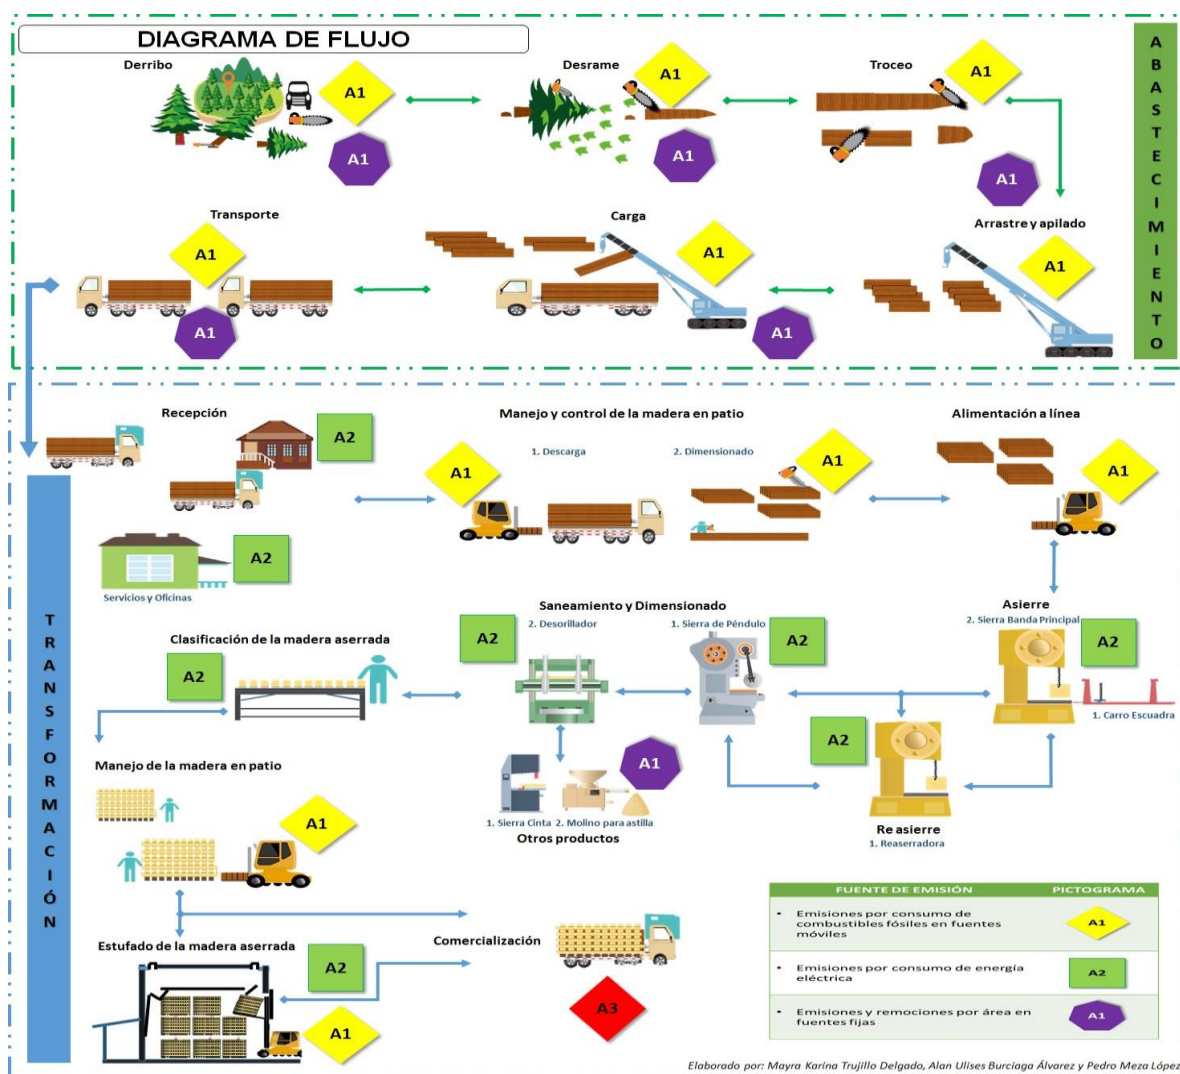 DIAGRAMA DE FLUJO
Derribo
A1
A1
Desrame
A1
A1
Troceo
A1
A1
Transporte
A1
A1
Carga
A1
A1
Arrastre y apilado
A1
ABASTECIMIENTO
Recepción
A2
Servicios y Oficinas
A2
Manejo y control de la madera en patio
1. Descarga
2. Dimensionado
A1
A1
Alimentación a línea
A1
TRANSFORMACIÓN
Asierre
2. Sierra Banda Principal
A2
1. Carro Escuadra
Saneamiento y Dimensionado
2. Desorillador
1. Sierra de Péndulo
A2
A2
Clasificación de la madera aserrada
A2
A2
Re asierre
1. Reaserradora
A1
1. Sierra Cinta
2. Molino para astilla
Otros productos
Manejo de la madera en patio
A1
Estufado de la madera aserrada
A2
A1
Comercialización
A3
FUENTE DE EMISIÓN
PICTOGRAMA
• Emisiones por consumo de
combustibles fósiles en fuentes
móviles
A1
• Emisiones por consumo de energía
eléctrica
A2
• Emisiones y remociones por área en
fuentes fijas
A1
Elaborado por: Mayra Karina Trujillo Delgado, Alan Ulises Burciaga Álvarez y Pedro Meza López